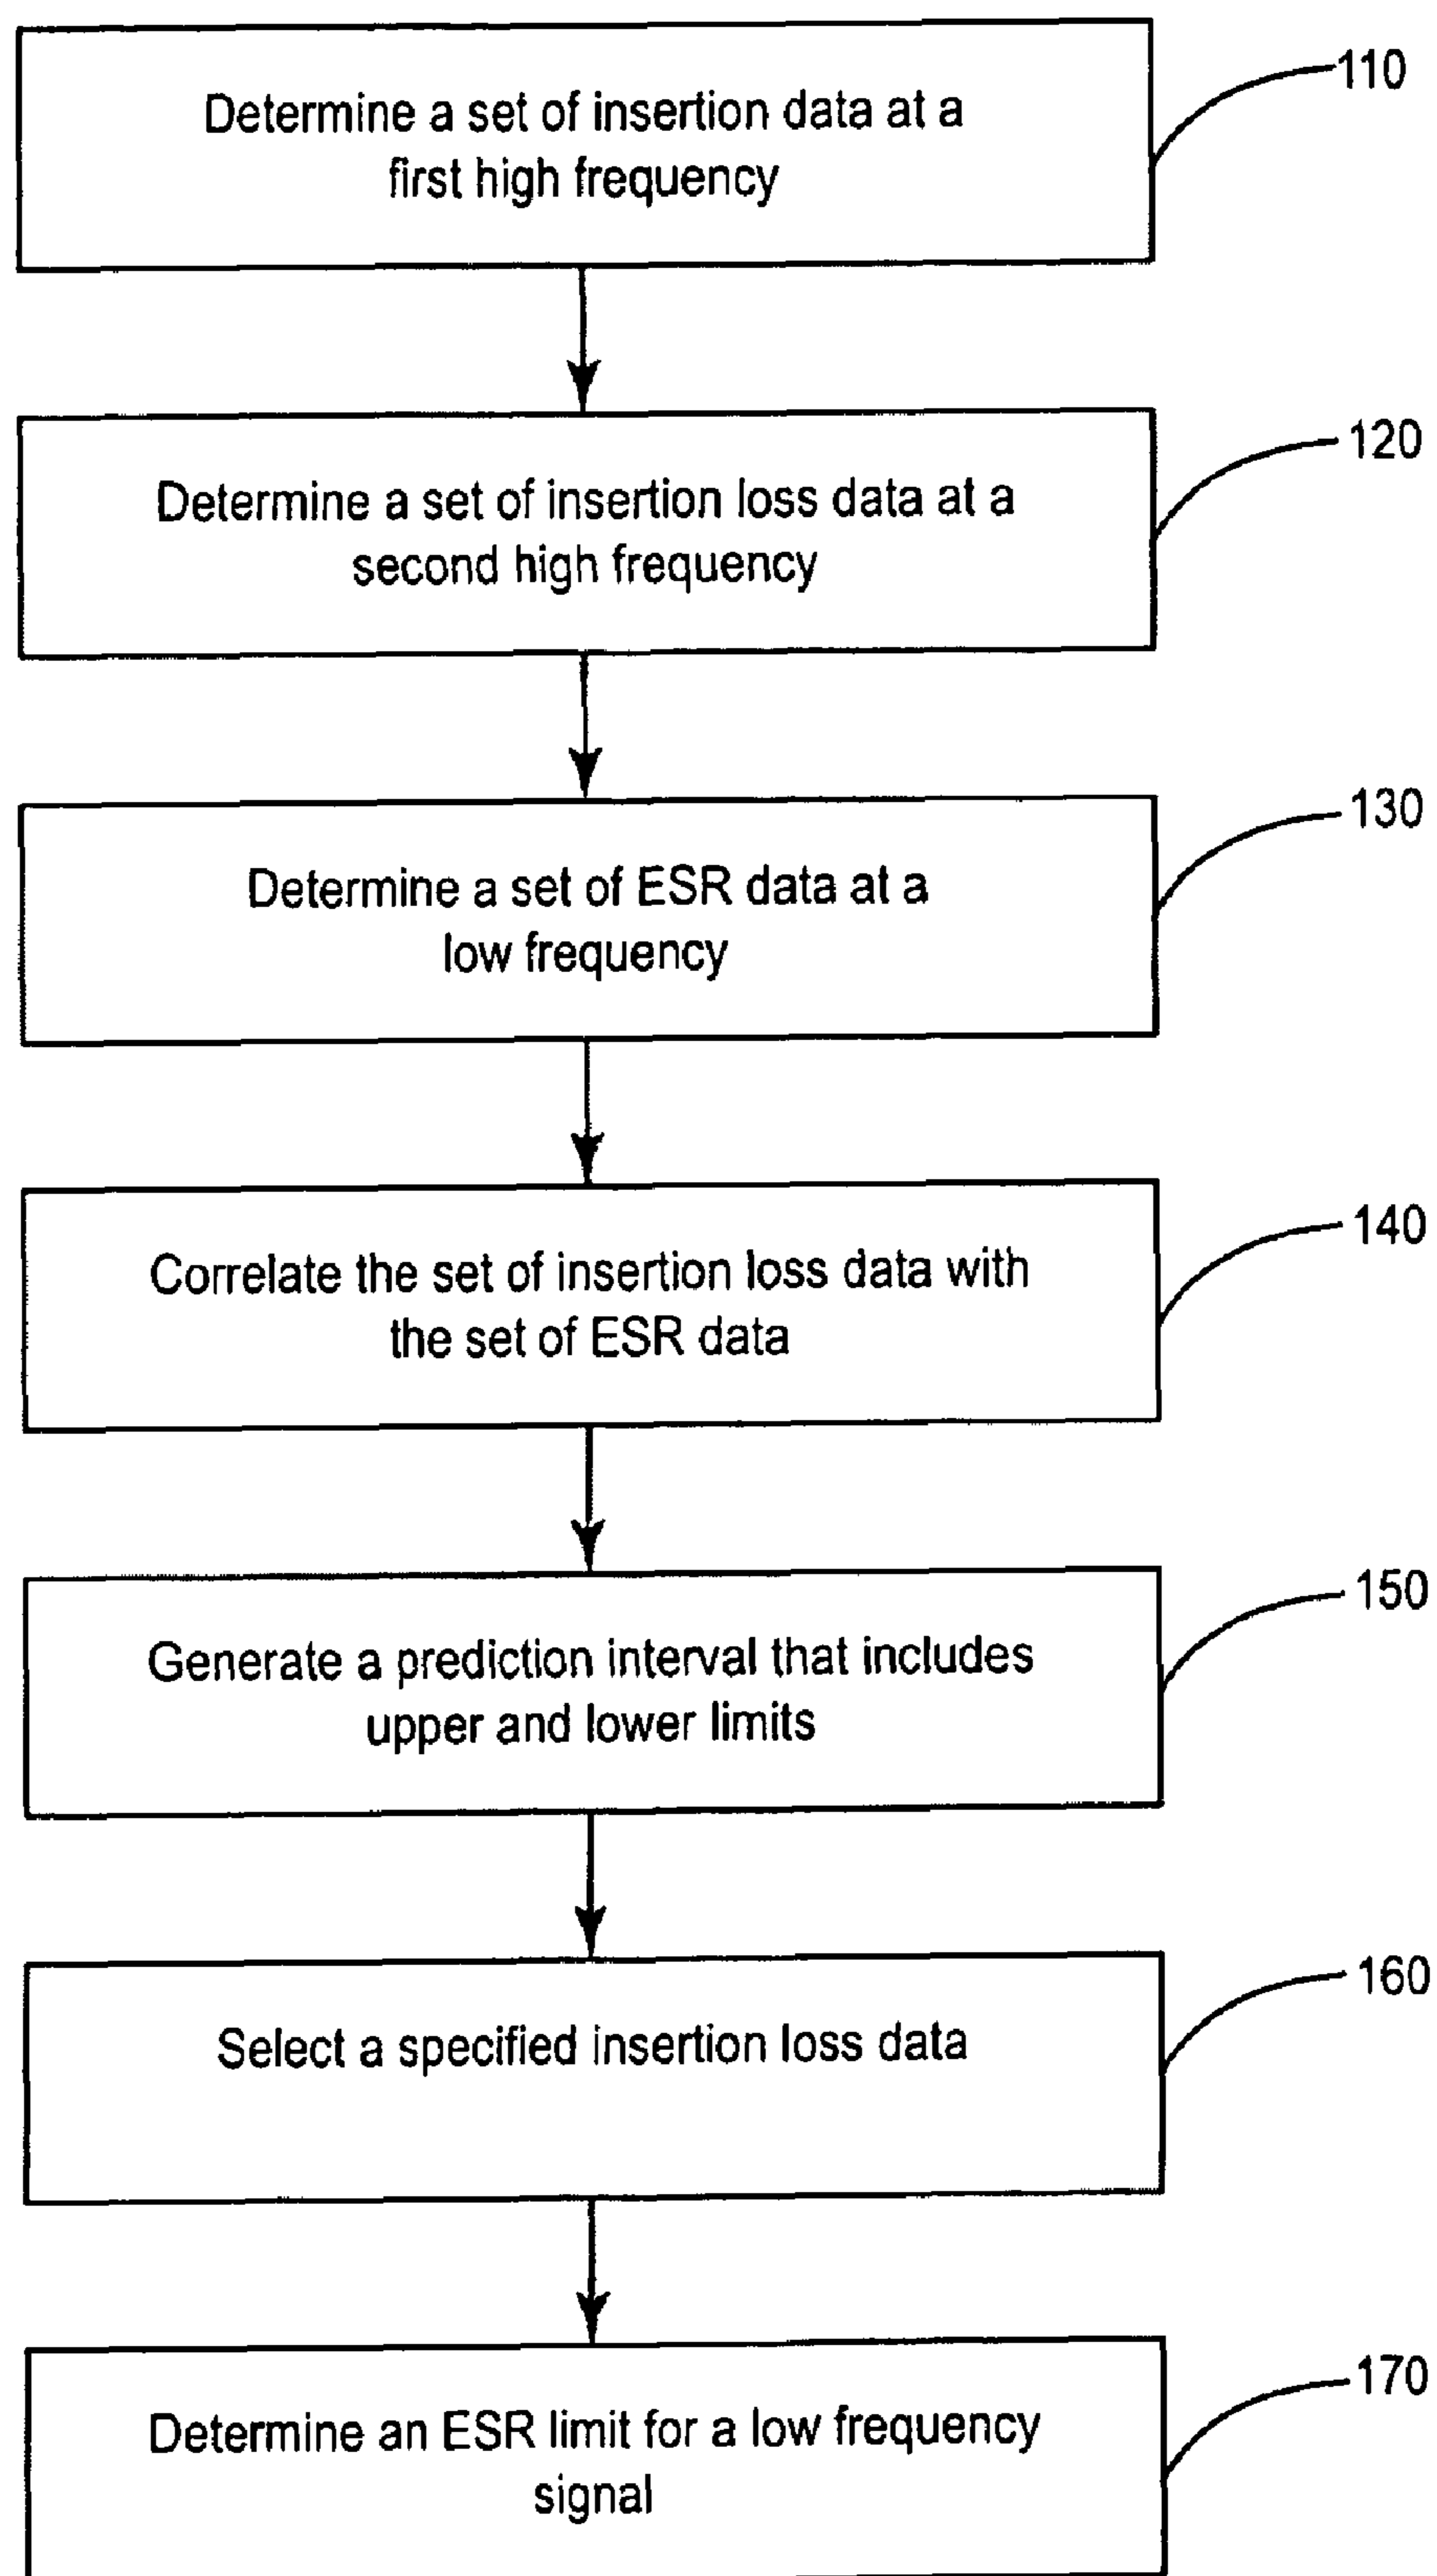 Determine a set of insertion data at a
first high frequency
110
Determine a set of insertion loss data at a
second high frequency
120
Determine a set of ESR data at a
low frequency
130
Correlate the set of insertion loss data with
the set of ESR data
140
Generate a prediction interval that includes
upper and lower limits
150
Select a specified insertion loss data
160
Determine an ESR limit for a low frequency
signal
170